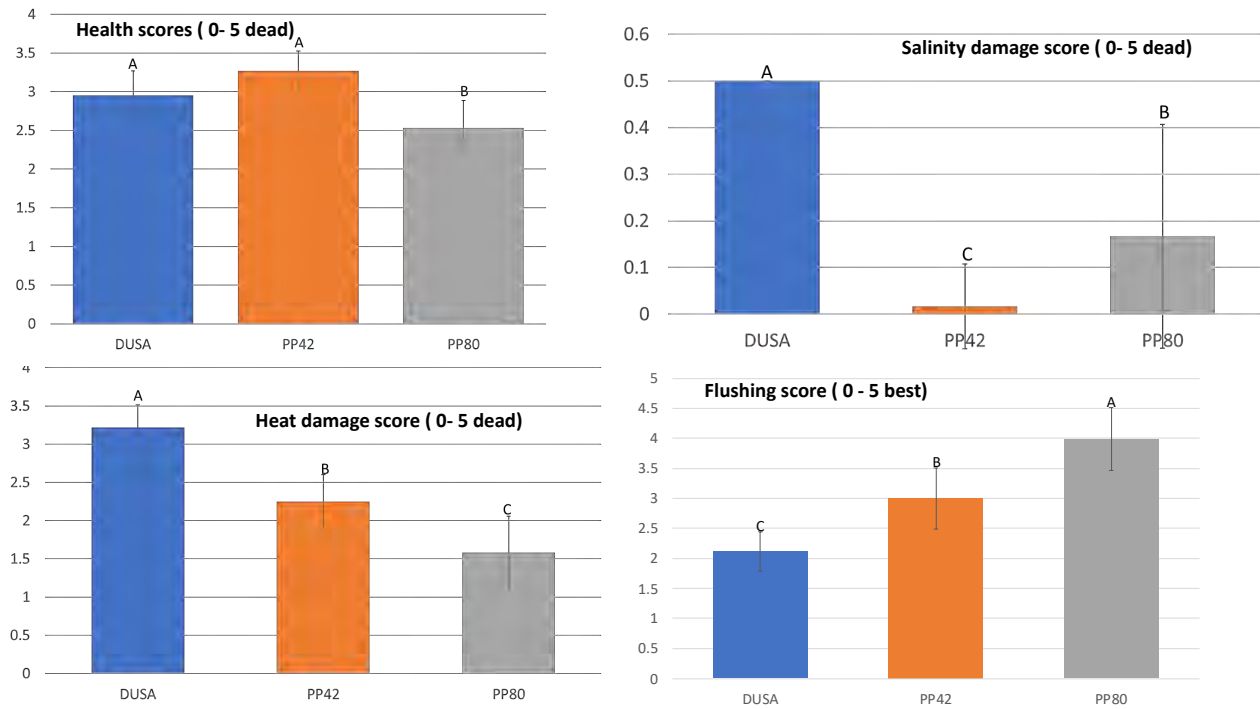 Health scores ( 0- 5 dead)
4
3.5
3
2.5
2
1.5
1
0.5
0
A
A
B
DUSA PP42 PP80
Salinity damage score ( 0- 5 dead)
0.6
0.5
0.4
0.3
0.2
0.1
0
A
C
B
DUSA PP42 PP80
Heat damage score ( 0- 5 dead)
4
3.5
3
2.5
2
1.5
1
0.5
0
A
B
C
DUSA PP42 PP80
Flushing score ( 0 - 5 best)
5
4.5
4
3.5
3
2.5
2
1.5
1
0.5
0
C
B
A
DUSA PP42 PP80